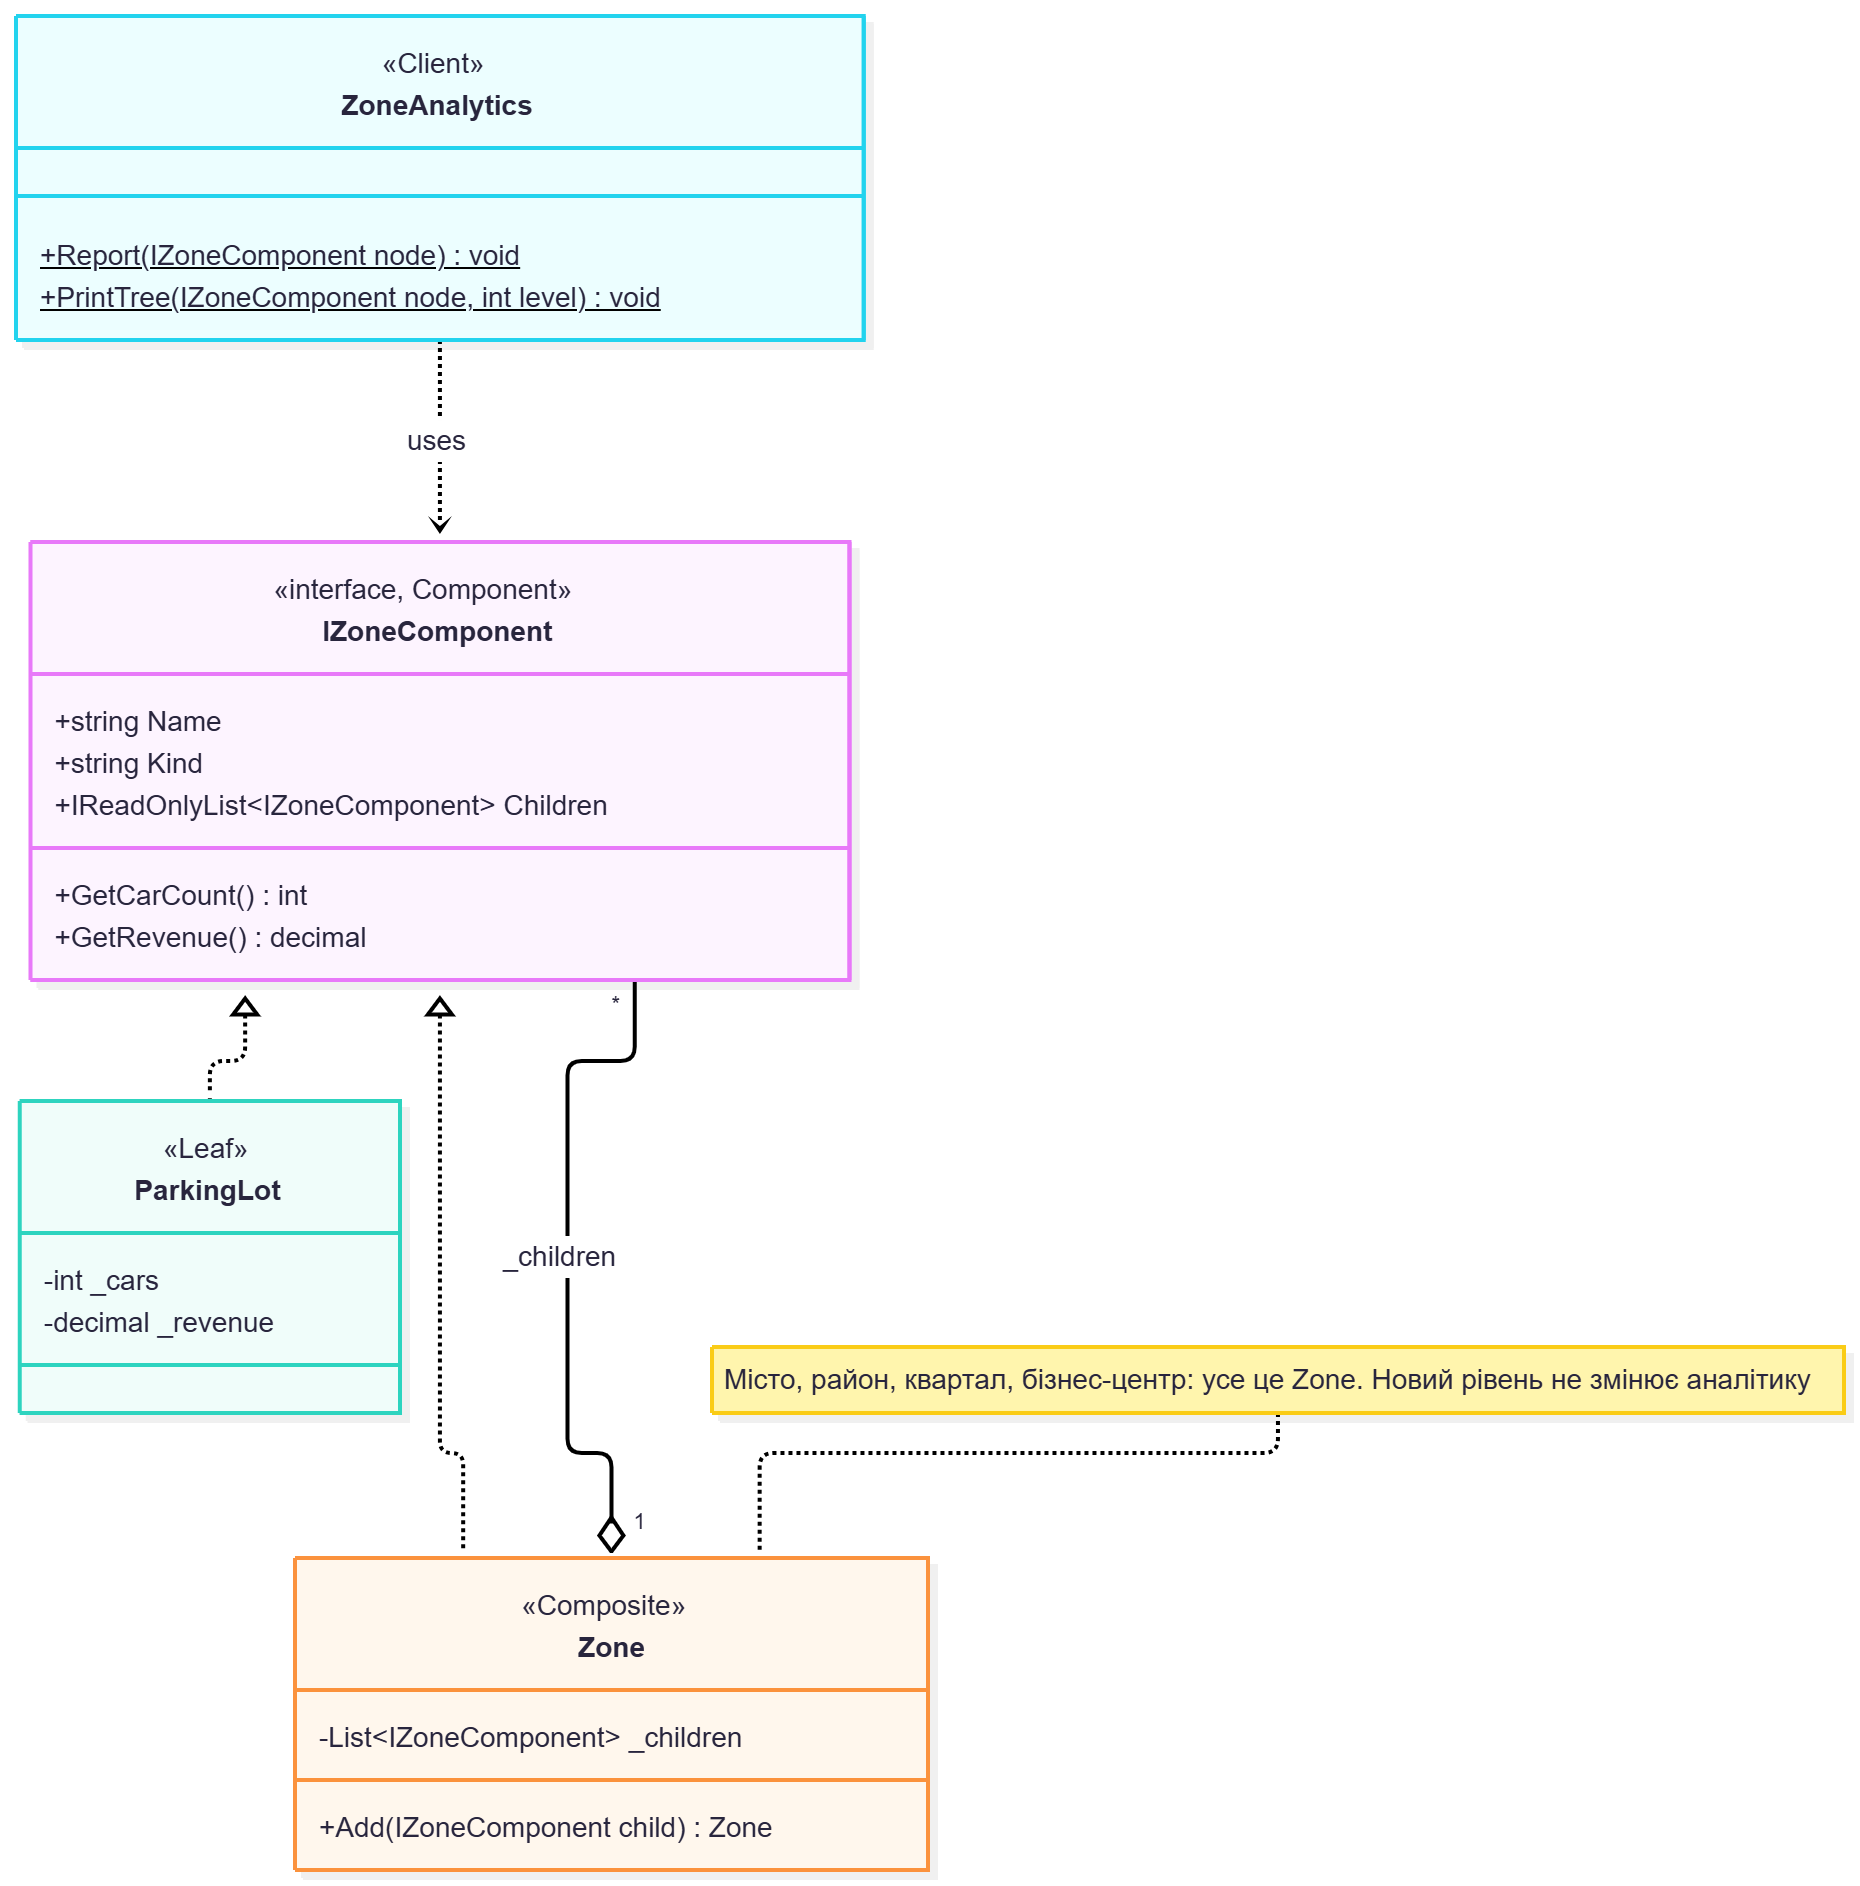 «Client»
ZoneAnalytics
+Report(IZoneComponent node) : void
+PrintTree(IZoneComponent node, int level) : void
uses
«interface, Component»
IZoneComponent
+string Name
+string Kind
+IReadOnlyList<IZoneComponent> Children
+GetCarCount() : int
+GetRevenue() : decimal
*
«Leaf»
ParkingLot
-int _cars
-decimal _revenue
_children
Місто, район, квартал, бізнес-центр: усе це Zone. Новий рівень не змінює аналітику
1
«Composite»
Zone
-List<IZoneComponent> _children
+Add(IZoneComponent child) : Zone